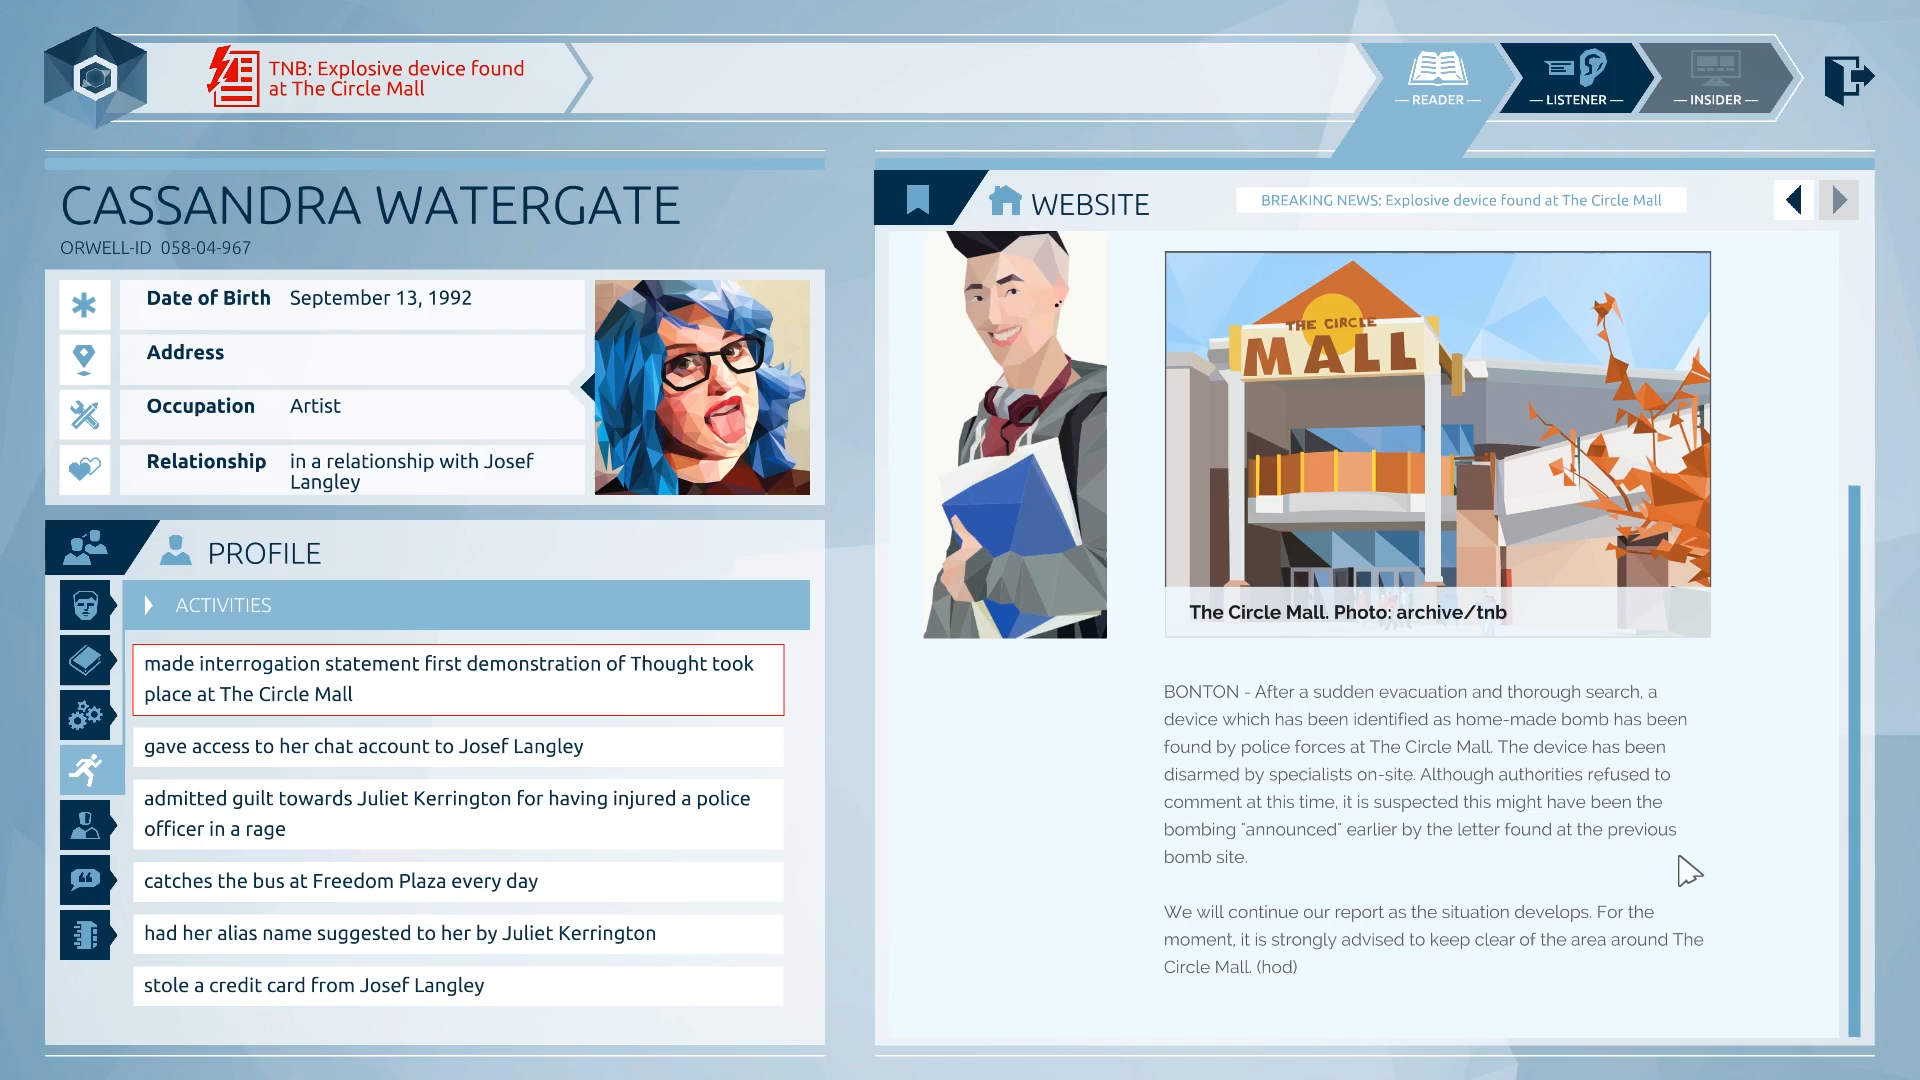 TNB: Explosive device found
at The Circle Mall
— READER —
— LISTENER —
— INSIDER —
CASSANDRA WATERGATE
ORWELL-ID 058-04-967
Date of Birth September 13, 1992
Address
Occupation Artist
Relationship in a relationship with Josef
Langley
PROFILE
ACTIVITIES
made interrogation statement first demonstration of Thought took
place at The Circle Mall
gave access to her chat account to Josef Langley
admitted guilt towards Juliet Kerrington for having injured a police
officer in a rage
catches the bus at Freedom Plaza every day
had her alias name suggested to her by Juliet Kerrington
stole a credit card from Josef Langley
WEBSITE
BREAKING NEWS: Explosive device found at The Circle Mall
THE CIRCLE
MALL
The Circle Mall. Photo: archive/tnb
BONTON - After a sudden evacuation and thorough search, a
device which has been identified as home-made bomb has been
found by police forces at The Circle Mall. The device has been
disarmed by specialists on-site. Although authorities refused to
comment at this time, it is suspected this might have been the
bombing "announced" earlier by the letter found at the previous
bomb site.
We will continue our report as the situation develops. For the
moment, it is strongly advised to keep clear of the area around The
Circle Mall. (hod)